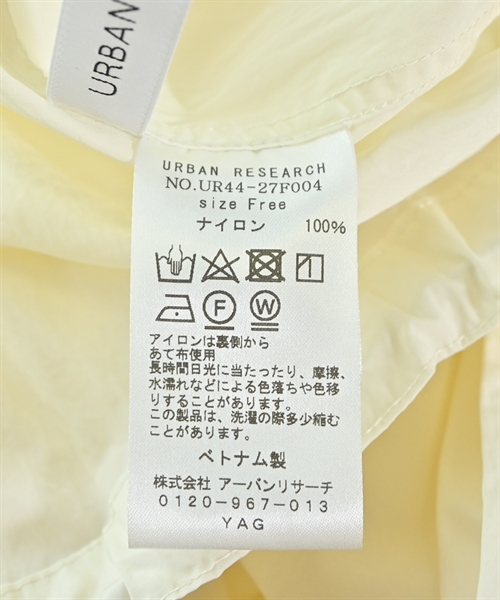 URBAN
URBAN RESEARCH
NO.UR44-27F004
size Free
ナイロン 100%
F W
アイロンは裏側から
あて布使用
長時間日光に当たったり、摩擦、
水濡れなどによる色落ちや色移
りすることがあります。
この製品は、洗濯の際多少縮む
ことがあります。
ベトナム製
株式会社 アーバンリサーチ
0120-967-013
YAG